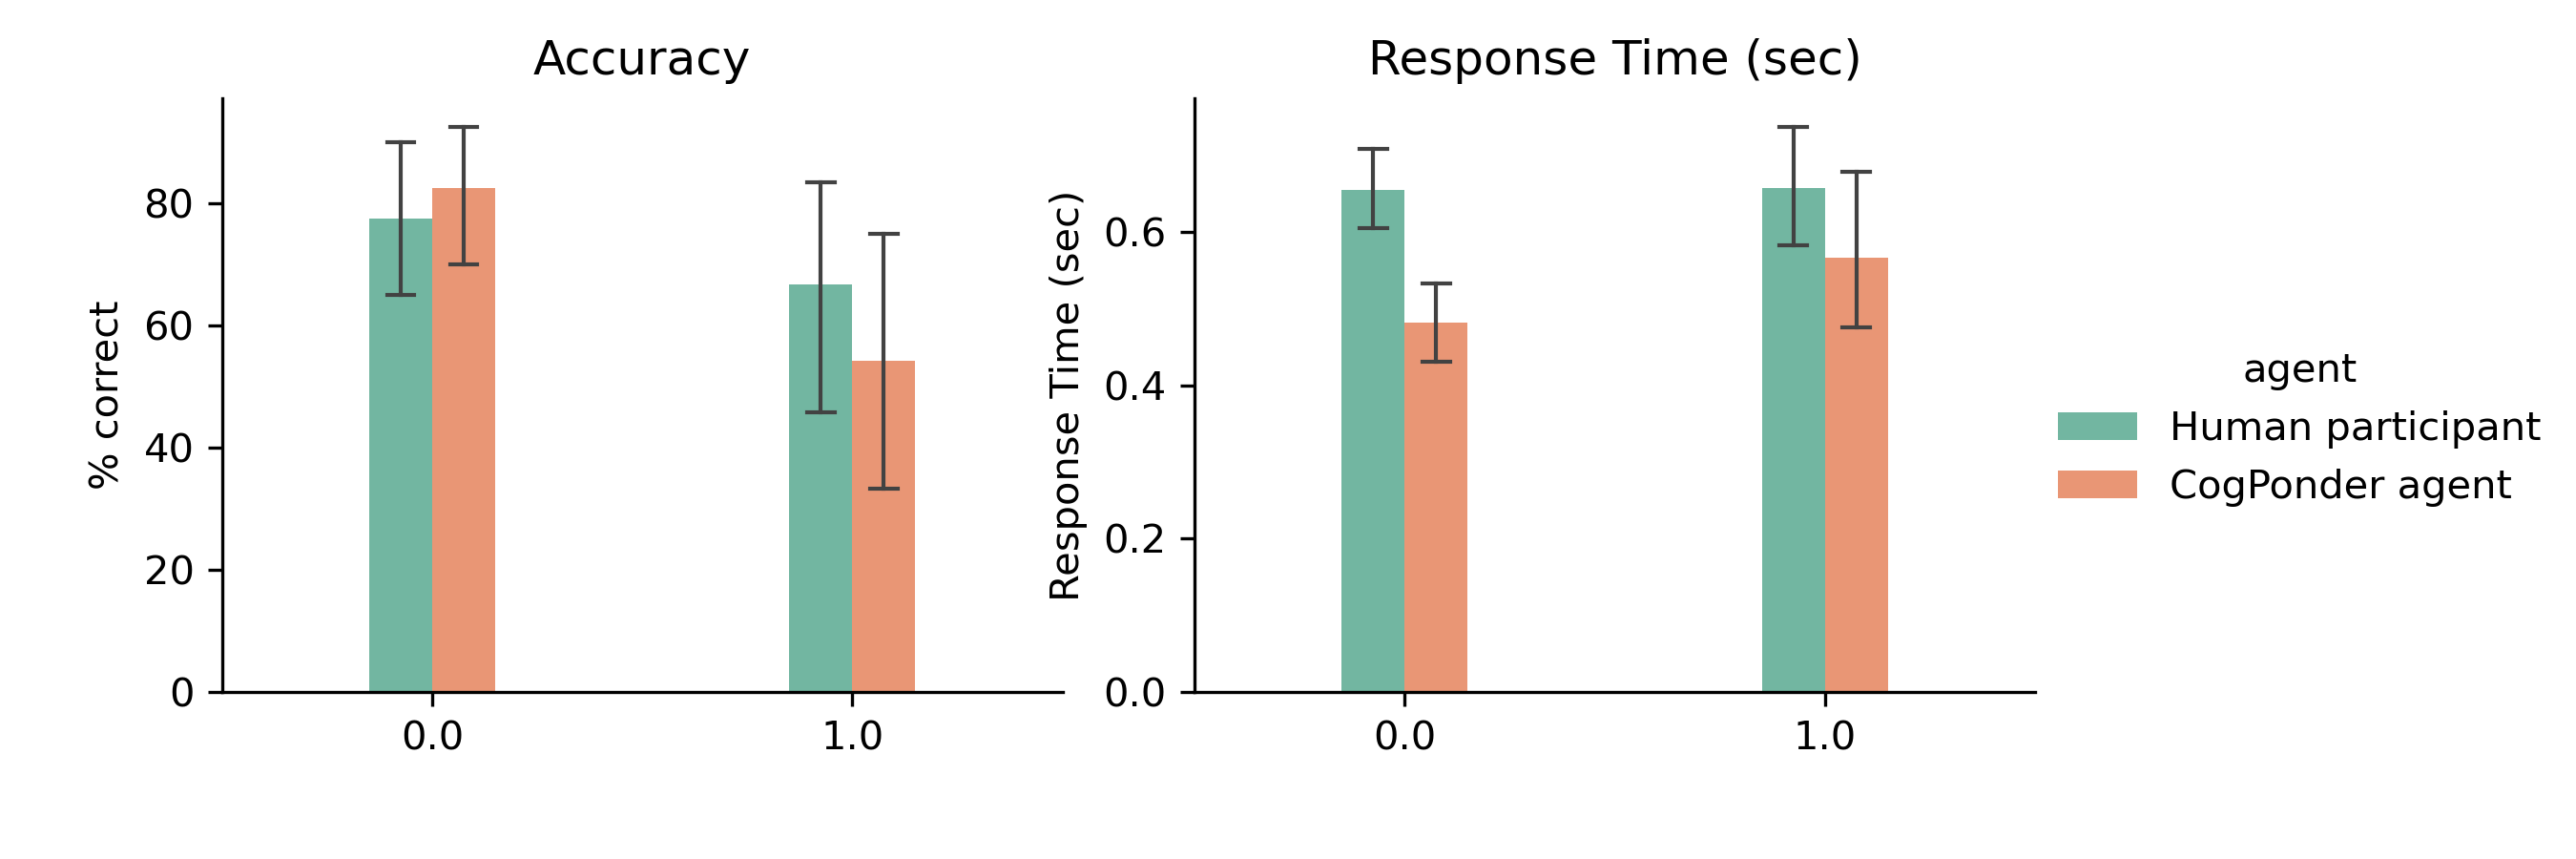 Accuracy
% correct
80
60
40
20
0
0.0
1.0
Response Time (sec)
Response Time (sec)
0.6
0.4
0.2
0.0
0.0
1.0
agent
Human participant
CogPonder agent